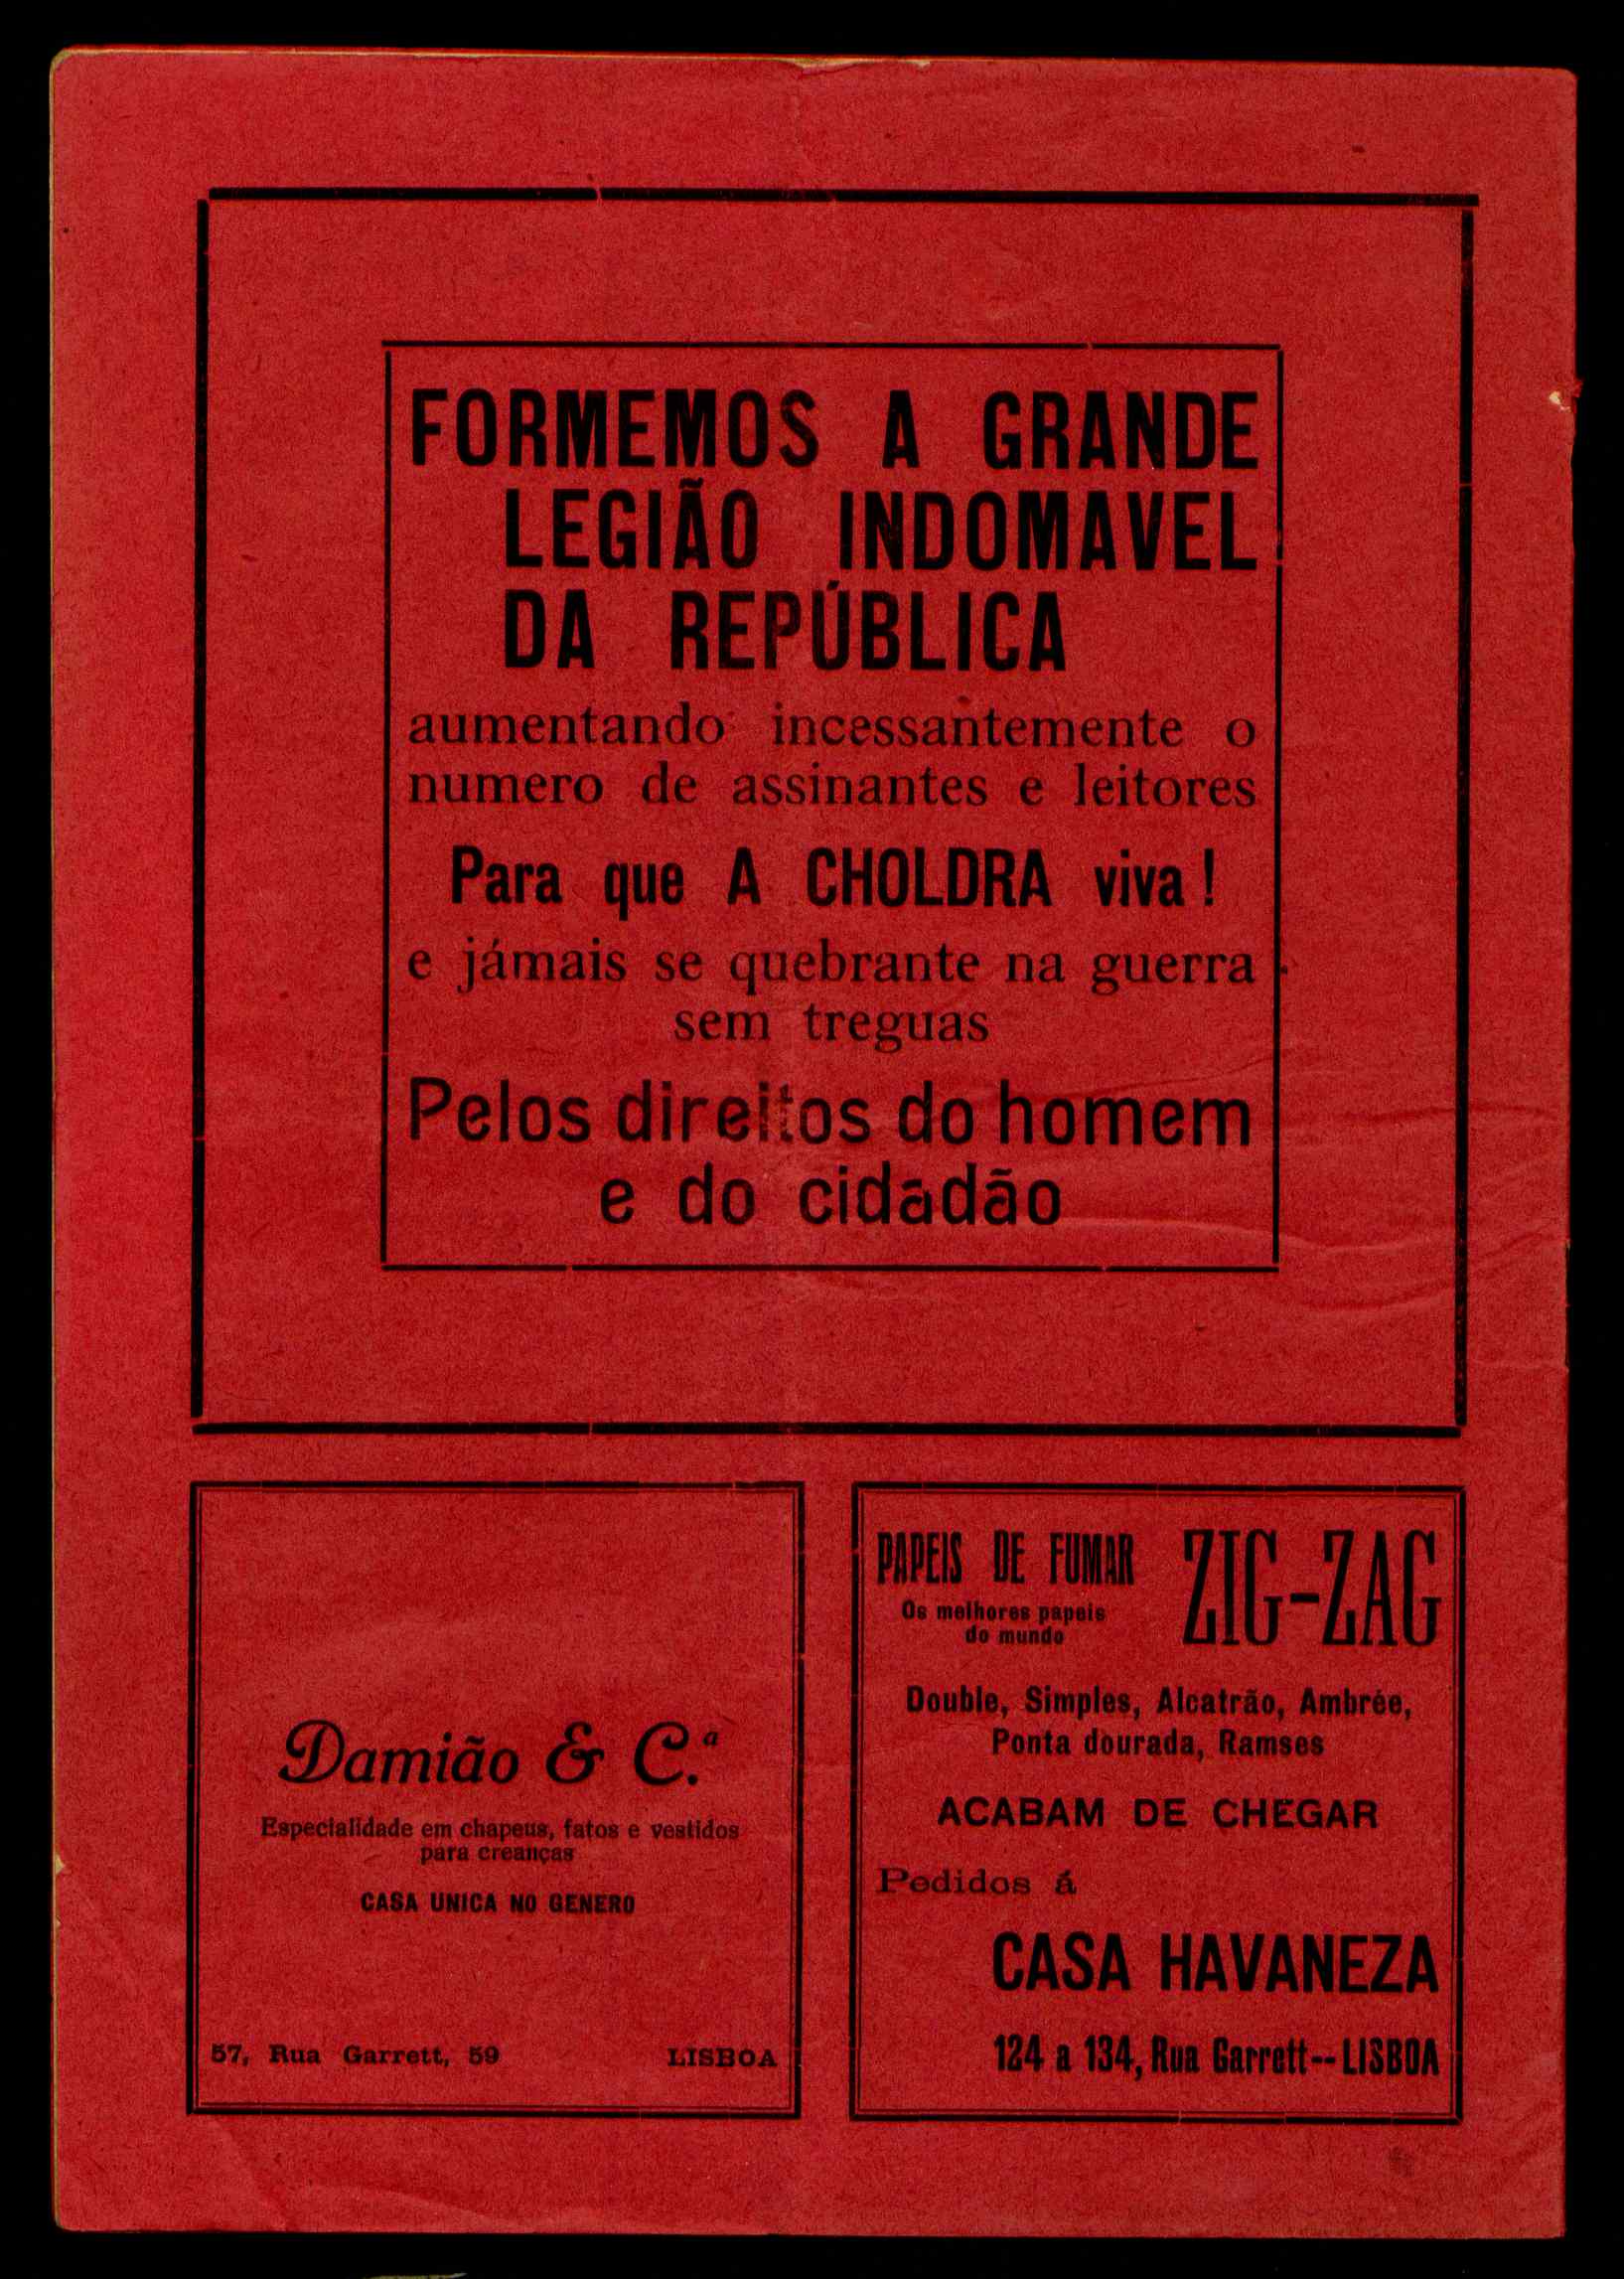 FORMEMOS A GRANDE
LEGIÃO INDOMAVEL
DA REPÚBLICA
aumentando incessantemente o
numero de assinantes e leitores
Para que A CHOLDRA viva!
e jámais se quebrante na guerra
sem treguas
Pelos direitos do homem
e do cidadão
Damião & C.ª
Especialidade em chapeus, fatos e vestidos
para creanças
CASA UNICA NO GENERO
57, Rua Garrett, 59 LISBOA
PAPEIS DE FUMAR ZIG-ZAG
Os melhores papeis
do mundo
Double, Simples, Alcatrão, Ambrée,
Ponta dourada, Ramses
ACABAM DE CHEGAR
Pedidos á
CASA HAVANEZA
124 a 134, Rua Garrett--LISBOA